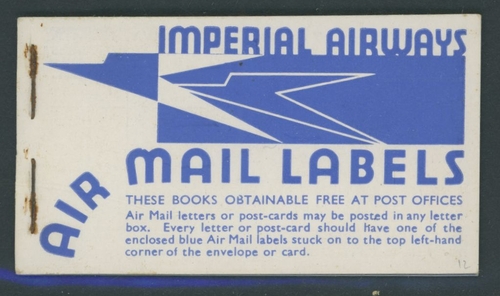 IMPERIAL AIRWAYS
AIR MAIL LABELS
THESE BOOKS OBTAINABLE FREE AT POST OFFICES
Air Mail letters or post-cards may be posted in any letter
box. Every letter or post-card should have one of the
enclosed blue Air Mail labels stuck on to the top left-hand
corner of the envelope or card.
12